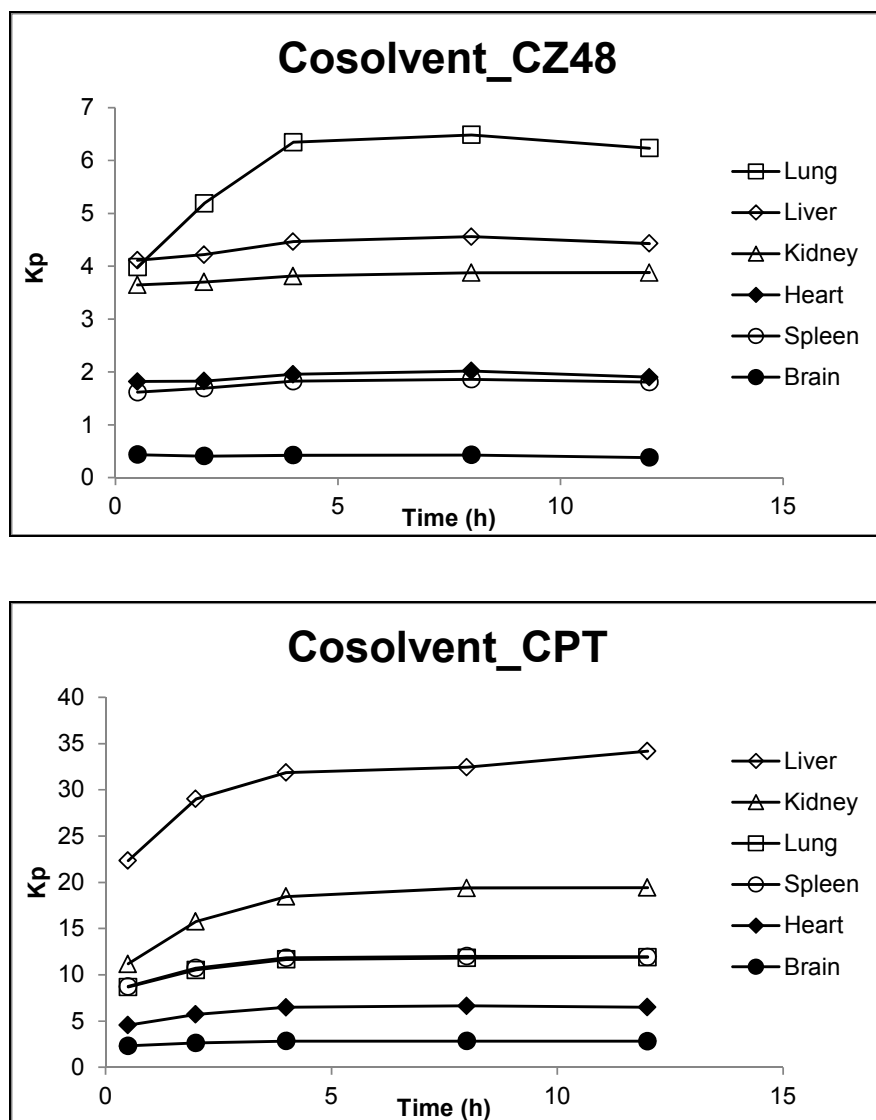 Cosolvent_CZ48
7
6
5
4
3
2
1
0
Kp
0
5
10
15
Time (h)
Lung
Liver
Kidney
Heart
Spleen
Brain
Cosolvent_CPT
40
35
30
25
20
15
10
5
0
Kp
0
5
10
15
Time (h)
Liver
Kidney
Lung
Spleen
Heart
Brain